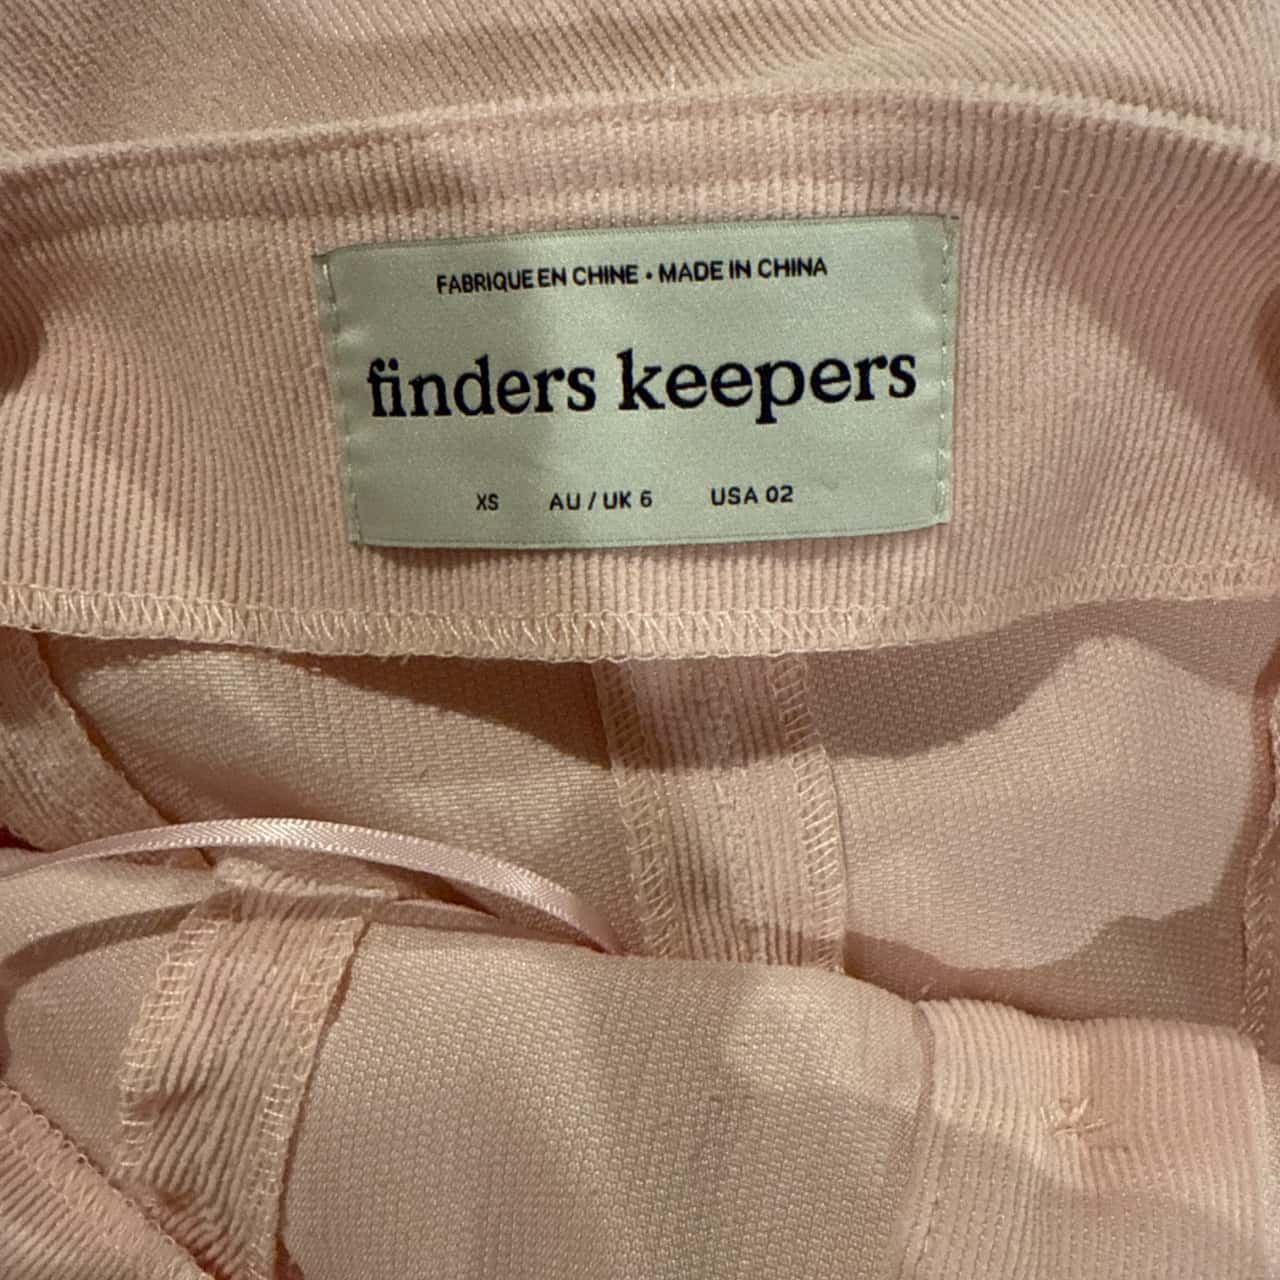 FABRIQUE EN CHINE • MADE IN CHINA
finders keepers
XS AU / UK 6 USA 02